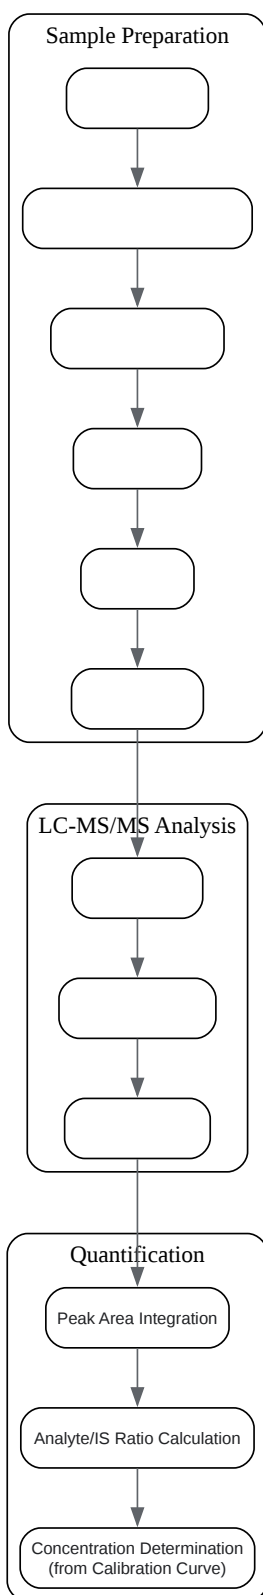 Sample Preparation
LC-MS/MS Analysis
Quantification
Peak Area Integration
Analyte/IS Ratio Calculation
Concentration Determination
(from Calibration Curve)